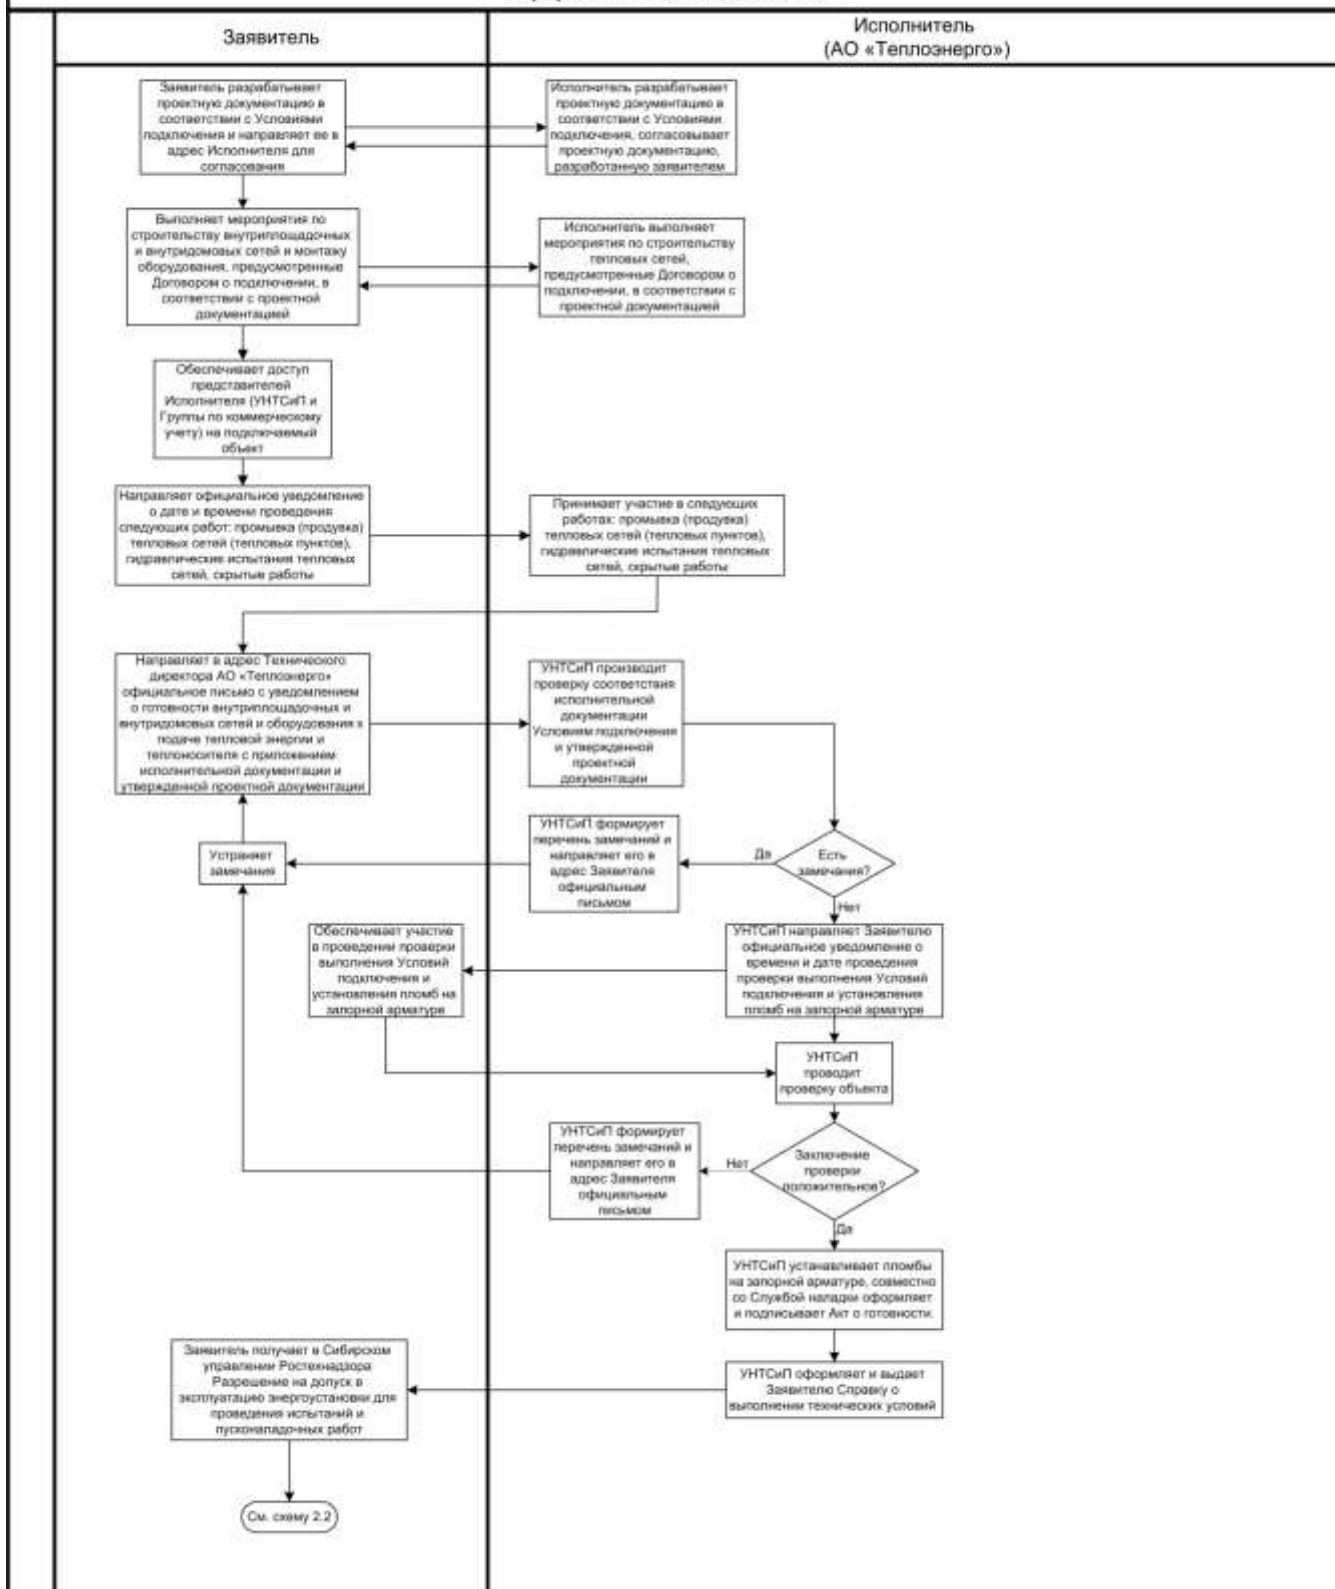 Заявитель
Исполнитель
(АО «Теплоэнерго»)
Заявитель разрабатывает
проектную документацию в
соответствии с Условиями
подключения и направляет ее в
адрес Исполнителя для
согласования
Исполнитель разрабатывает
проектную документацию в
соответствии с Условиями
подключения, согласовывает
проектную документацию,
разработанную заявителем
Выполняет мероприятия по
строительству внутриплощадочных
и внутридомовых сетей и монтажу
оборудования, предусмотренные
Договором о подключении, в
соответствии с проектной
документацией
Исполнитель выполняет
мероприятия по строительству
тепловых сетей,
предусмотренные Договором о
подключении, в соответствии с
проектной документацией
Обеспечивает доступ
представителей
Исполнителя (УНТСиП и
Группы по коммерческому
учету) на подключаемый
объект
Направляет официальное уведомление
о дате и времени проведения
следующих работ: промывка (продувка)
тепловых сетей (тепловых пунктов),
гидравлические испытания тепловых
сетей, скрытые работы
Принимает участие в следующих
работах: промывка (продувка)
тепловых сетей (тепловых пунктов),
гидравлические испытания тепловых
сетей, скрытые работы
Направляет в адрес Технического
директора АО «Теплоэнерго»
официальное письмо с уведомлением
о готовности внутриплощадочных и
внутридомовых сетей и оборудования к
подаче тепловой энергии и
теплоносителя с приложением
исполнительной документации и
утвержденной проектной документации
УНТСиП производит
проверку соответствия
исполнительной
документации
Условиям подключения
и утвержденной
проектной
документации
Устраняет
замечания
УНТСиП формирует
перечень замечаний и
направляет его в
адрес Заявителя
официальным
письмом
Да
Есть
замечания?
Нет
Обеспечивает участие
в проведении проверки
выполнения Условий
подключения и
установления пломб на
запорной арматуре
УНТСиП направляет Заявителю
официальное уведомление о
времени и дате проведения
проверки выполнения Условий
подключения и установления
пломб на запорной арматуре
УНТСиП
проводит
проверку объекта
УНТСиП формирует
перечень замечаний и
направляет его в
адрес Заявителя
официальным
письмом
Нет
Заключение
проверки
положительное?
Да
УНТСиП устанавливает пломбы
на запорной арматуре, совместно
со Службой наладки оформляет
и подписывает Акт о готовности.
Заявитель получает в Сибирском
управлении Ростехнадзора
Разрешение на допуск в
эксплуатацию энергоустановки для
проведения испытаний и
пусконаладочных работ
УНТСиП оформляет и выдает
Заявителю Справку о
выполнении технических условий
См. схему 2.2